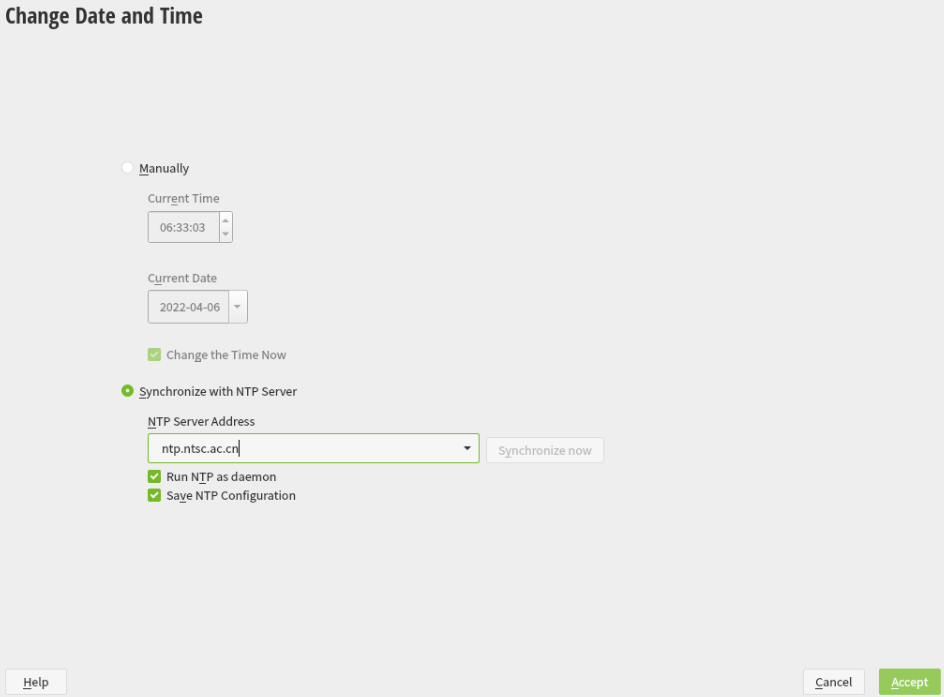 Change Date and Time
Manually
Current Time
06:33:03
Current Date
2022-04-06
Change the Time Now
Synchronize with NTP Server
NTP Server Address
ntp.ntsc.ac.cn
Synchronize now
Run NTP as daemon
Save NTP Configuration
Help
Cancel
Accept